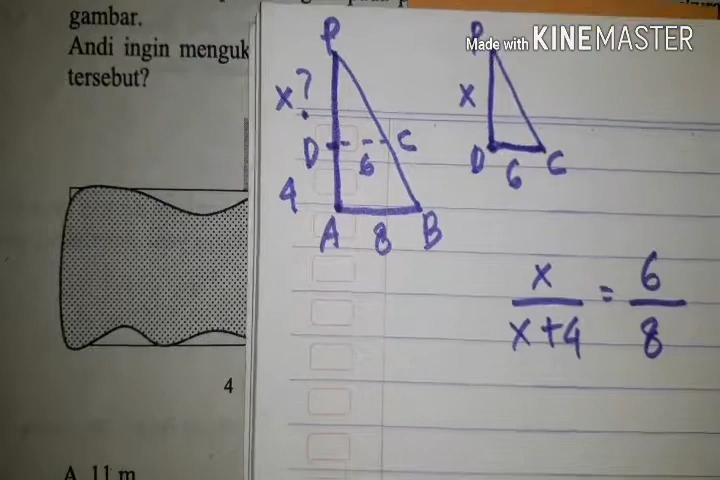 gambar.
Andi ingin menguk
tersebut?
4
A. 11 m
Made with KINEMASTER
P
x?
D 6 C
4
A 8 B
x
D 6 C
x / x+4 = 6 / 8